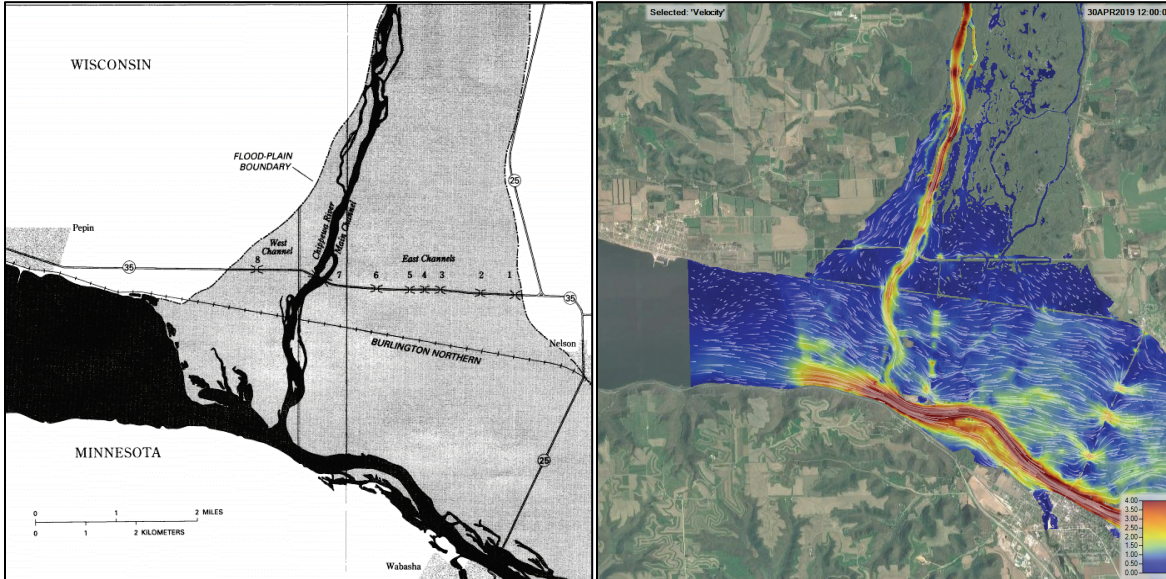 WISCONSIN
FLOOD-PLAIN
BOUNDARY
25
Pepin
35
West
Channel
8
Chippewa River
Main Channel
7
East Channels
6
5
4
3
2
1
35
BURLINGTON NORTHERN
Nelson
MINNESOTA
25
0 1 2 MILES
0 1 2 KILOMETERS
Wabasha
Selected: 'Velocity'
30APR2019 12:00:0
4.00
3.50
3.00
2.50
2.00
1.50
1.00
0.50
0.00